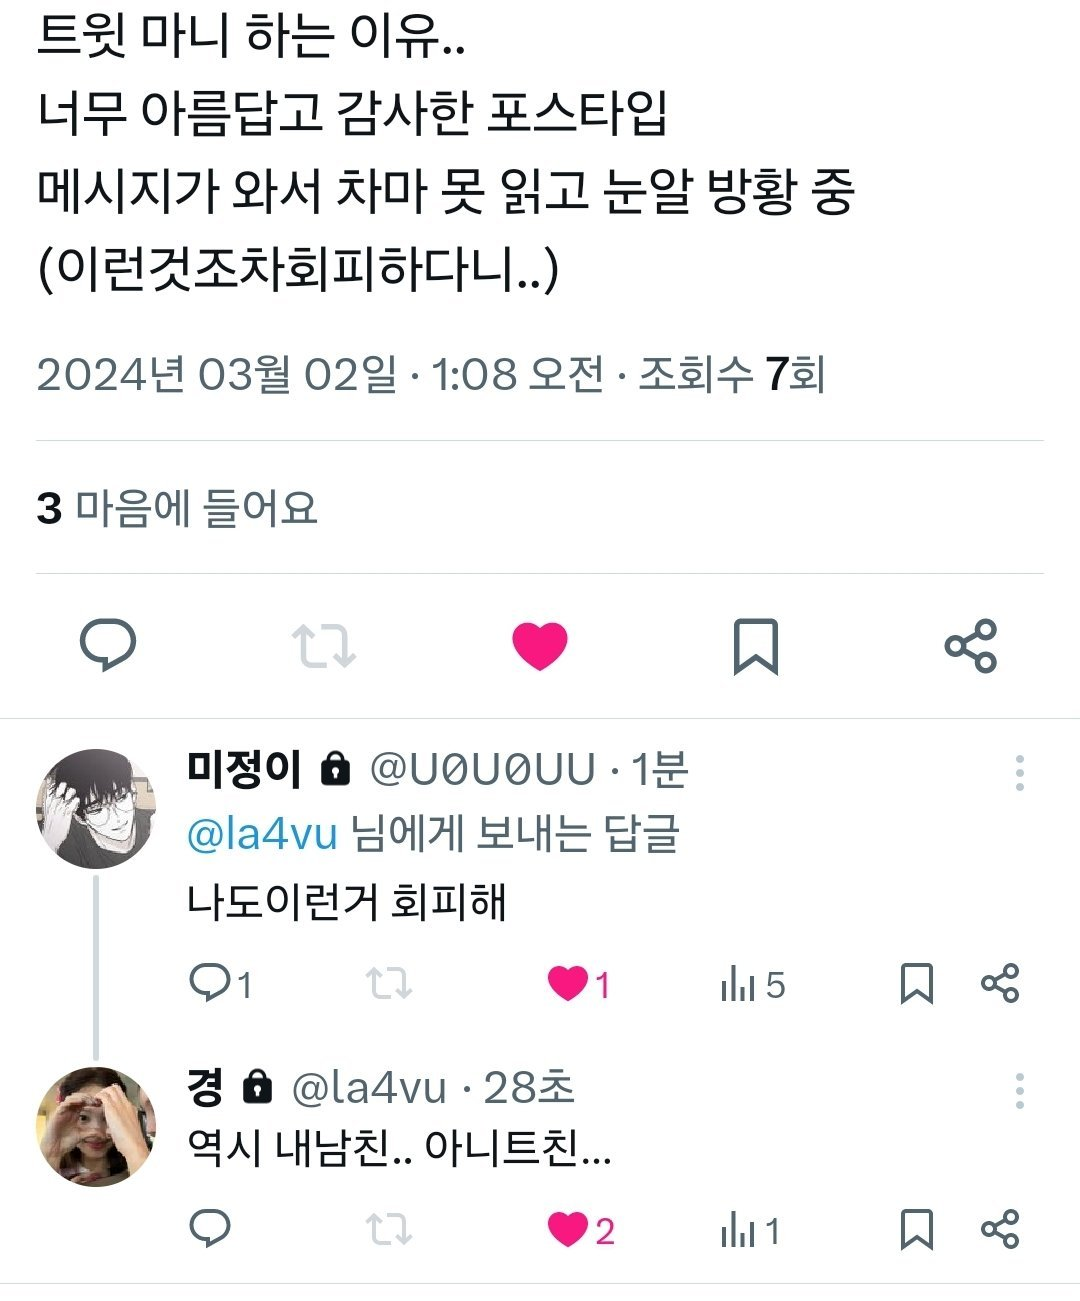 트윗 마니 하는 이유..
너무 아름답고 감사한 포스타입
메시지가 와서 차마 못 읽고 눈알 방황 중
(이런것조차회피하다니..)
2024년 03월 02일 · 1:08 오전 · 조회수 7회
3 마음에 들어요
미정이 @U0U0UU · 1분
@la4vu 님에게 보내는 답글
나도이런거 회피해
1 1 5
경 @la4vu · 28초
역시 내남친.. 아니트친...
2 1